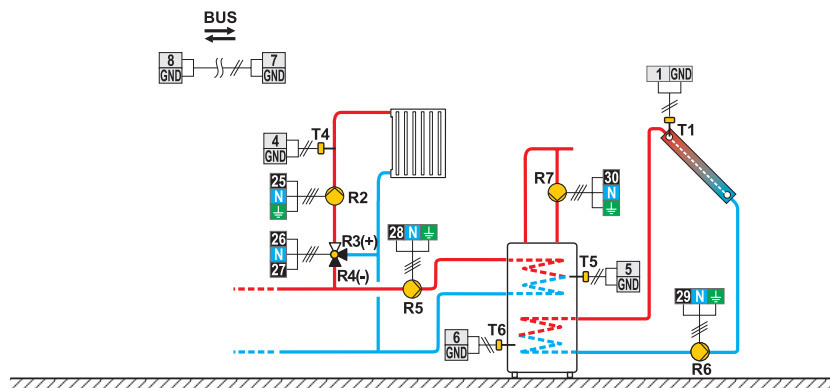 BUS
8
GND
7
GND
1 GND
T1
4
GND
T4
25
N
R2
R7
30
N
28 N
26
N
27
R3(+)
R4(-)
R5
T5
5
GND
29 N
6
GND
T6
R6